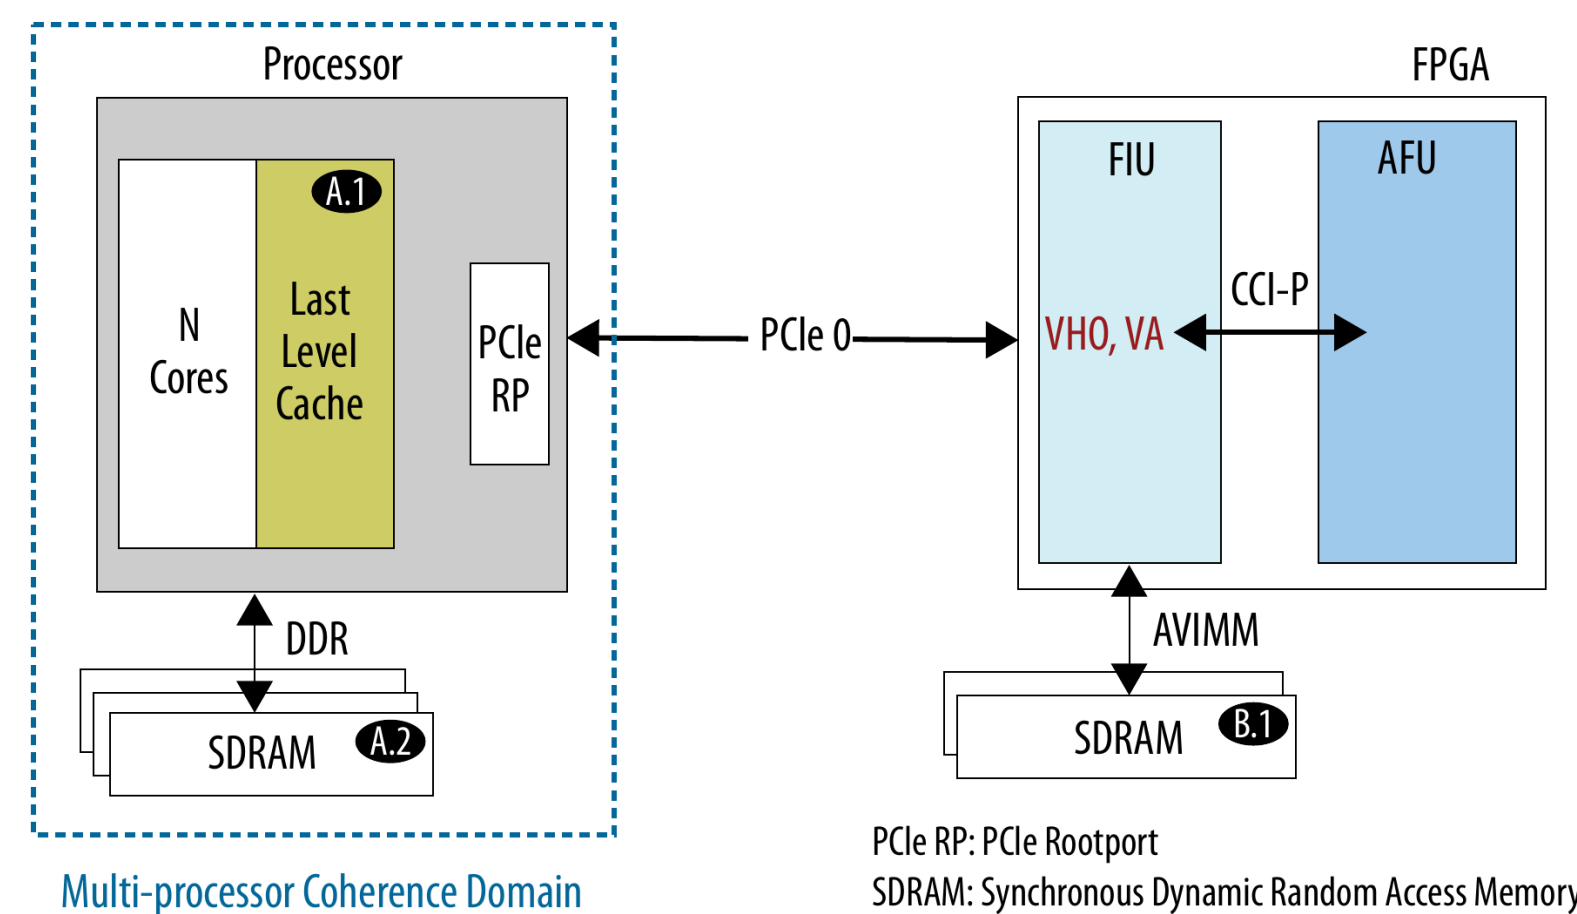 Processor
FPGA
A.1
FIU
AFU
N
Cores
Last
Level
Cache
PCIe
RP
PCIe 0
VHO, VA
CCI-P
DDR
AVIMM
SDRAM
A.2
SDRAM
B.1
PCIe RP: PCIe Rootport
SDRAM: Synchronous Dynamic Random Access Memory
Multi-processor Coherence Domain